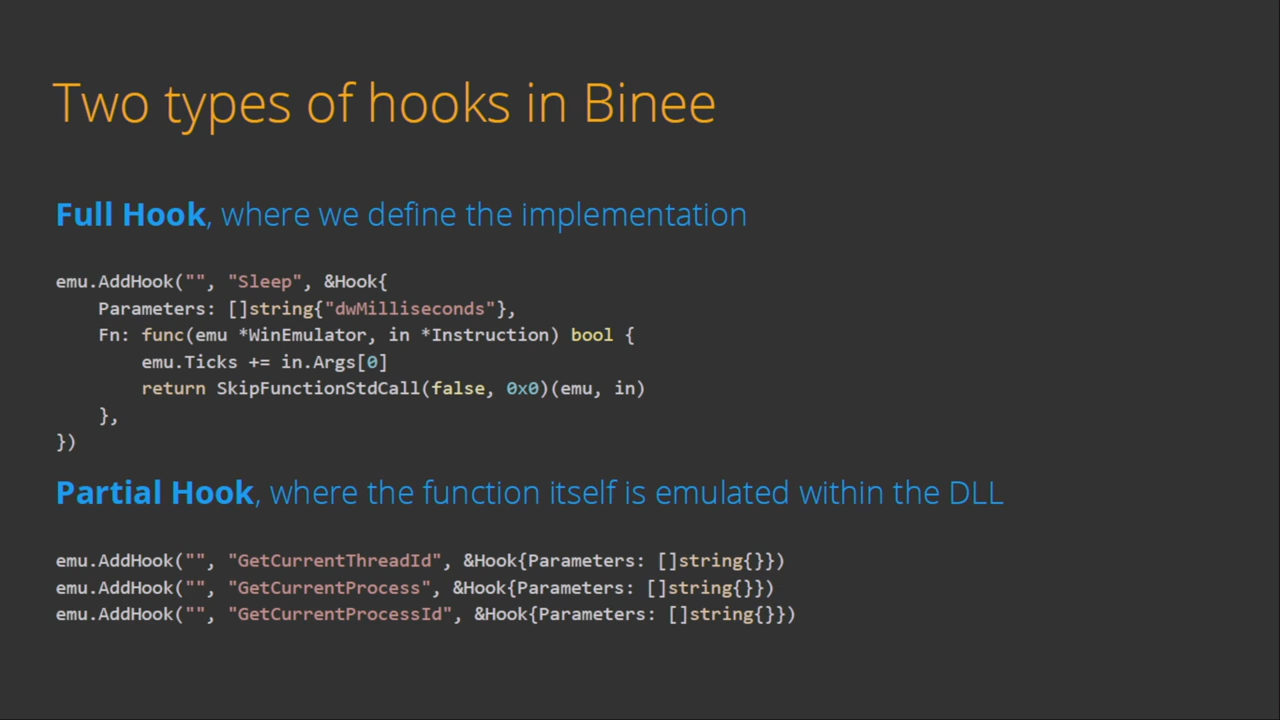 Two types of hooks in Binee
Full Hook, where we define the implementation
emu.AddHook("", "Sleep", &Hook{
    Parameters: []string{"dwMilliseconds"},
    Fn: func(emu *WinEmulator, in *Instruction) bool {
        emu.Ticks += in.Args[0]
        return SkipFunctionStdCall(false, 0x0)(emu, in)
    },
})
Partial Hook, where the function itself is emulated within the DLL
emu.AddHook("", "GetCurrentThreadId", &Hook{Parameters: []string{}})
emu.AddHook("", "GetCurrentProcess", &Hook{Parameters: []string{}})
emu.AddHook("", "GetCurrentProcessId", &Hook{Parameters: []string{}})